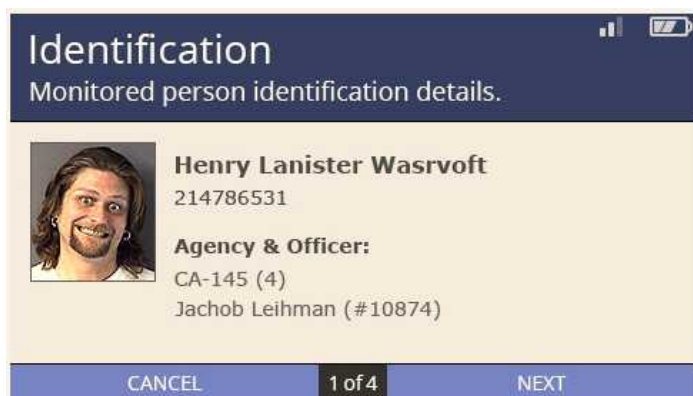 Identification
Monitored person identification details.
Henry Lanister Wasrvoft
214786531
Agency & Officer:
CA-145 (4)
Jachob Leihman (#10874)
CANCEL
1 of 4
NEXT